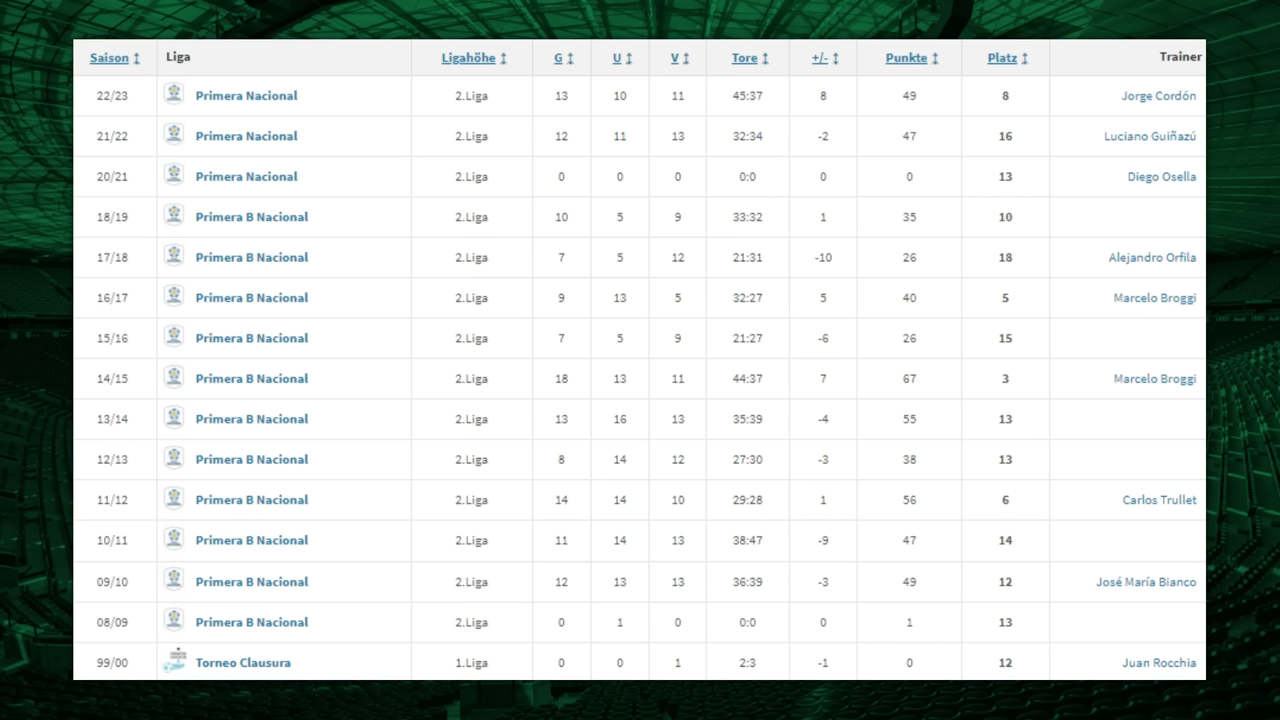 Saison Liga Ligahöhe G U V Tore +/- Punkte Platz Trainer
22/23 Primera Nacional 2.Liga 13 10 11 45:37 8 49 8 Jorge Cordón
21/22 Primera Nacional 2.Liga 12 11 13 32:34 -2 47 16 Luciano Guiñazú
20/21 Primera Nacional 2.Liga 0 0 0 0:0 0 0 13 Diego Osella
18/19 Primera B Nacional 2.Liga 10 5 9 33:32 1 35 10
17/18 Primera B Nacional 2.Liga 7 5 12 21:31 -10 26 18 Alejandro Orfila
16/17 Primera B Nacional 2.Liga 9 13 5 32:27 5 40 5 Marcelo Broggi
15/16 Primera B Nacional 2.Liga 7 5 9 21:27 -6 26 15
14/15 Primera B Nacional 2.Liga 18 13 11 44:37 7 67 3 Marcelo Broggi
13/14 Primera B Nacional 2.Liga 13 16 13 35:39 -4 55 13
12/13 Primera B Nacional 2.Liga 8 14 12 27:30 -3 38 13
11/12 Primera B Nacional 2.Liga 14 14 10 29:28 1 56 6 Carlos Trullet
10/11 Primera B Nacional 2.Liga 11 14 13 38:47 -9 47 14
09/10 Primera B Nacional 2.Liga 12 13 13 36:39 -3 49 12 José María Bianco
08/09 Primera B Nacional 2.Liga 0 1 0 0:0 0 1 13
99/00 Torneo Clausura 1.Liga 0 0 1 2:3 -1 0 12 Juan Rocchia